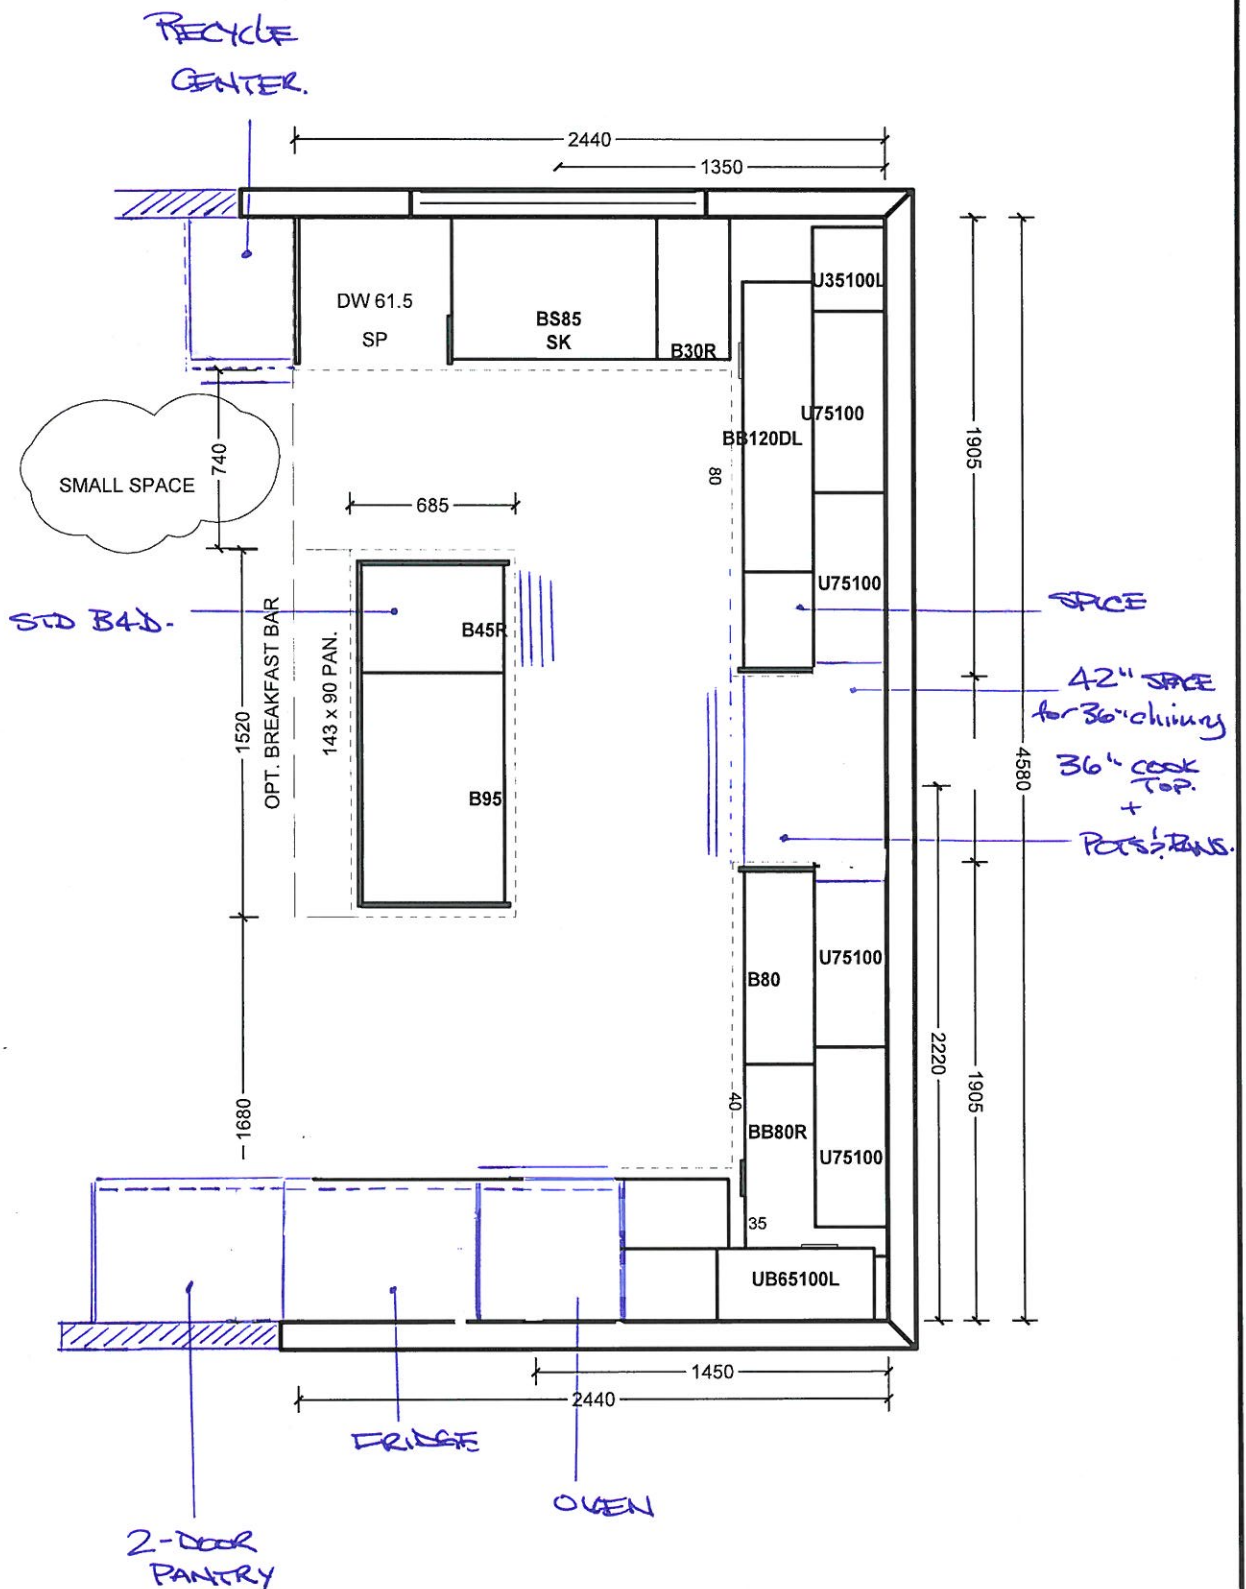 RECYCLE
CENTER.
2440
1350
DW 61.5
SP
BS85
SK
B30R
U35100L
U75100
BB120DL
80
1905
740
SMALL SPACE
685
U75100
STD B4D.
B45R
SPICE
OPT. BREAKFAST BAR
143 x 90 PAN.
1520
42" SPACE
for 36" chimny
36" COOK
TOP.
+
POTS & PANS.
4580
B95
B80
U75100
2220
1905
40
1680
BB80R
U75100
35
UB65100L
1450
2440
FRIDGE
OVEN
2-DOOR
PANTRY